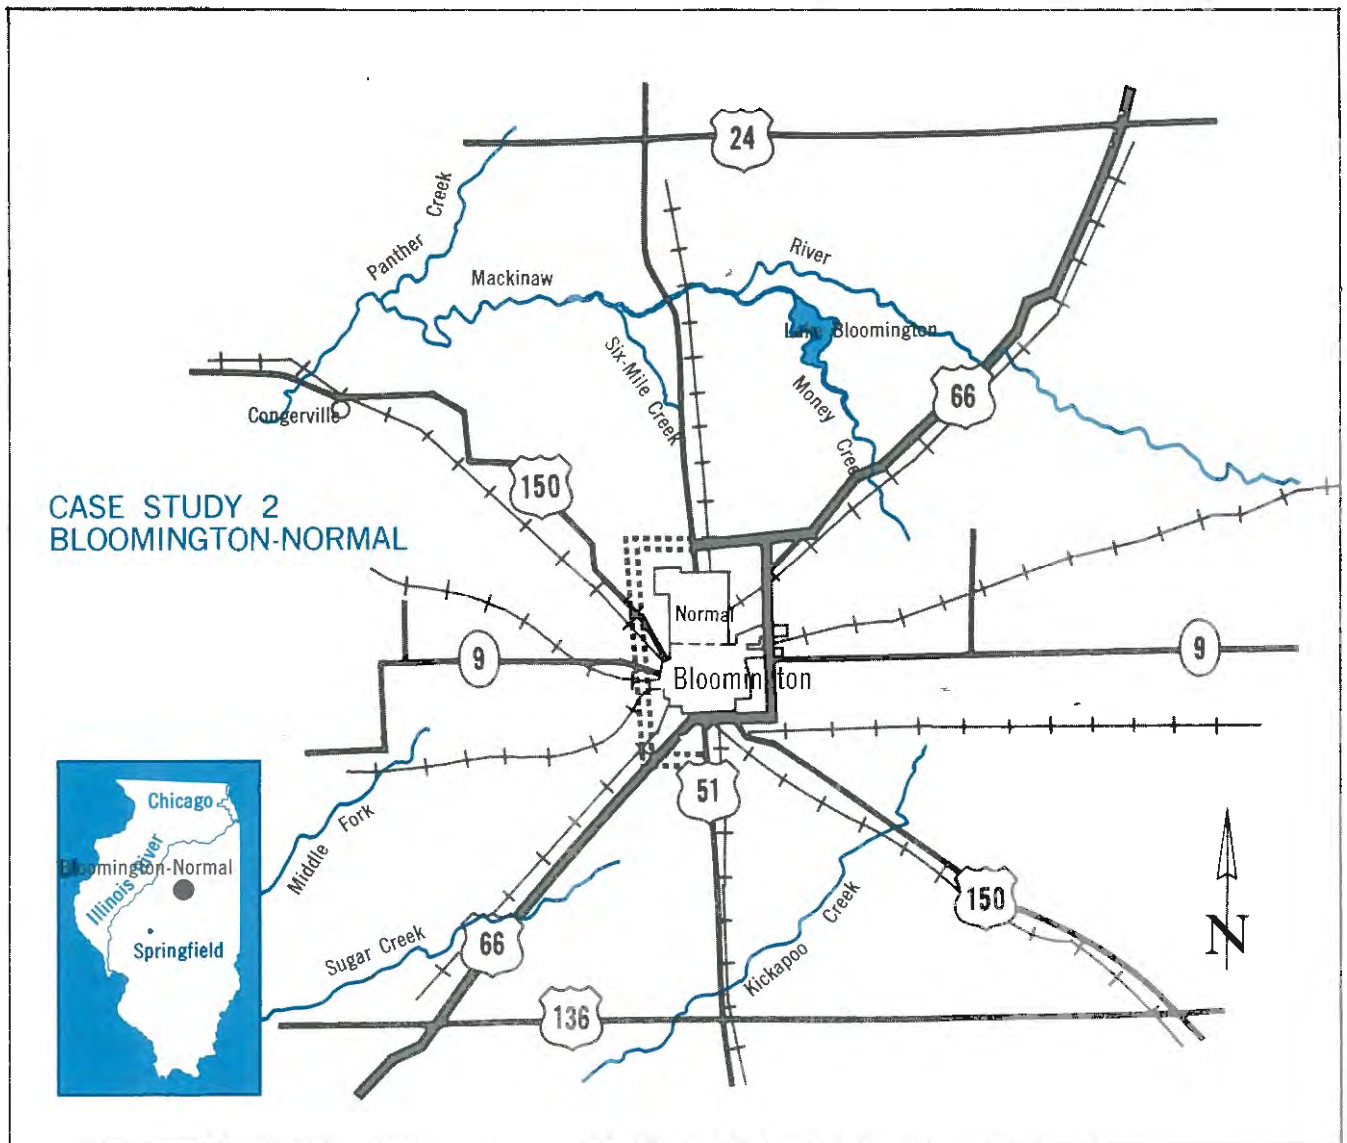 24
River
Panther Creek
Mackinaw
Lake Bloomington
Six-Mile Creek
Money Creek
66
Congerville
150
CASE STUDY 2
BLOOMINGTON-NORMAL
Normal
9
9
Bloomington
51
Chicago
Bloomington-Normal
Illinois River
Springfield
Middle Fork
150
Kickapoo Creek
Sugar Creek
66
N
136